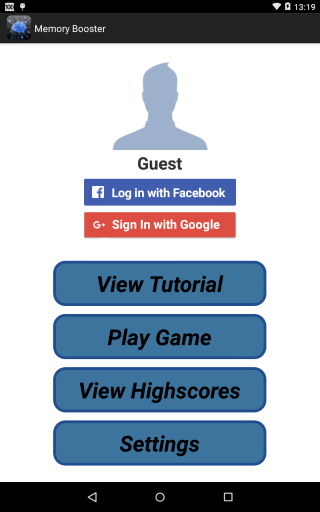 13:19
Memory Booster
Guest
Log in with Facebook
G+ Sign In with Google
View Tutorial
Play Game
View Highscores
Settings